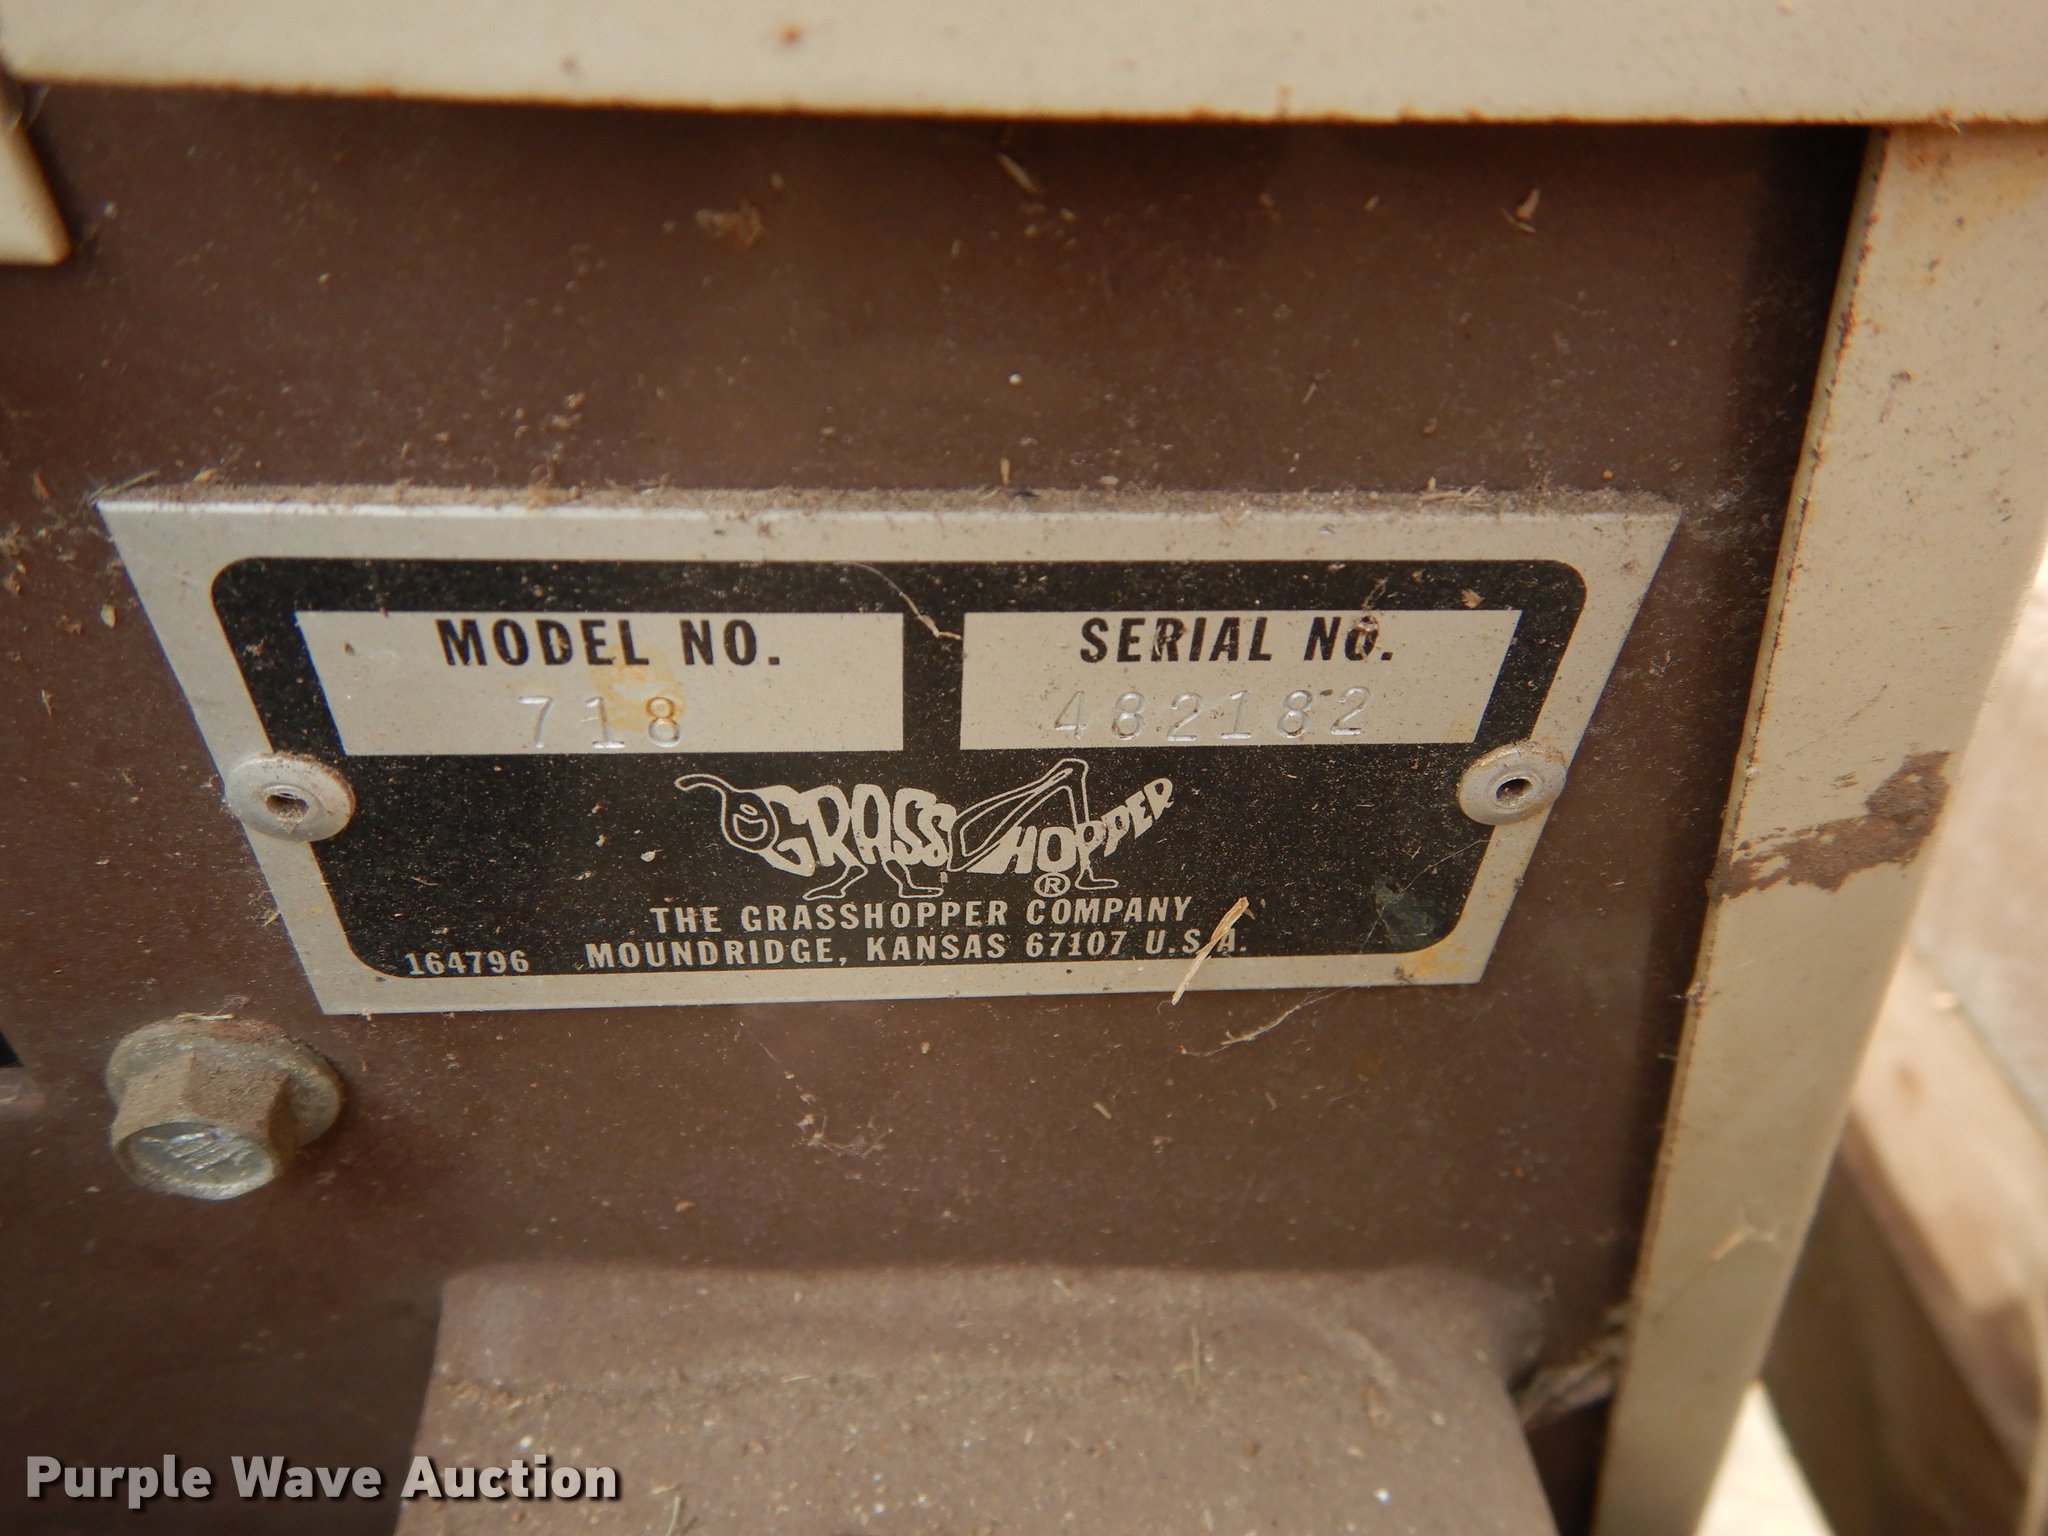 MODEL NO.
718
SERIAL NO.
482182
GRASSHOPPER
®
THE GRASSHOPPER COMPANY
MOUNDRIDGE, KANSAS 67107 U.S.A.
164796
Purple Wave Auction